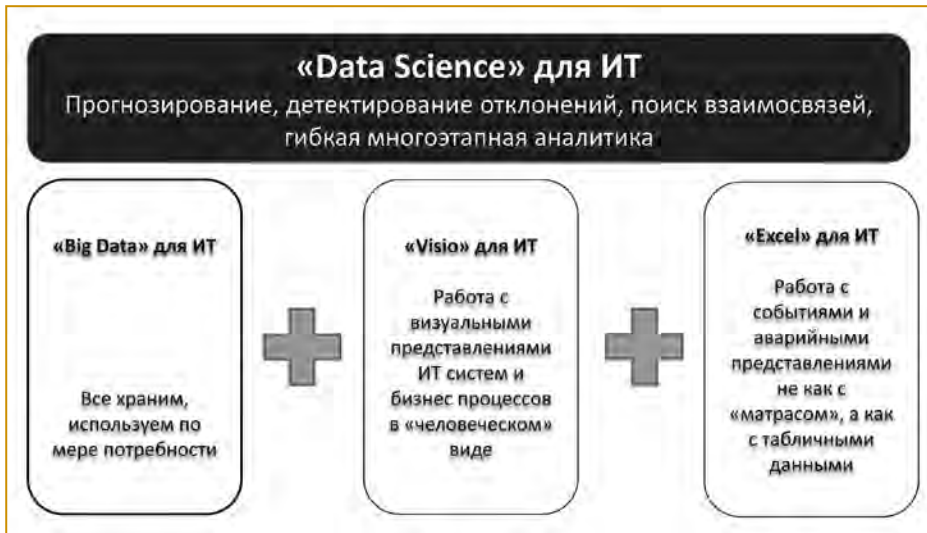 «Data Science» для ИТ
Прогнозирование, детектирование отклонений, поиск взаимосвязей,
гибкая многоэтапная аналитика
«Big Data» для ИТ
Все храним,
используем по
мере потребности
«Visio» для ИТ
Работа с
визуальными
представлениями
ИТ систем и
бизнес процессов
в «человеческом»
виде
«Excel» для ИТ
Работа с
событиями и
аварийными
представлениями
не как с
«матрасом», а как
с табличными
данными